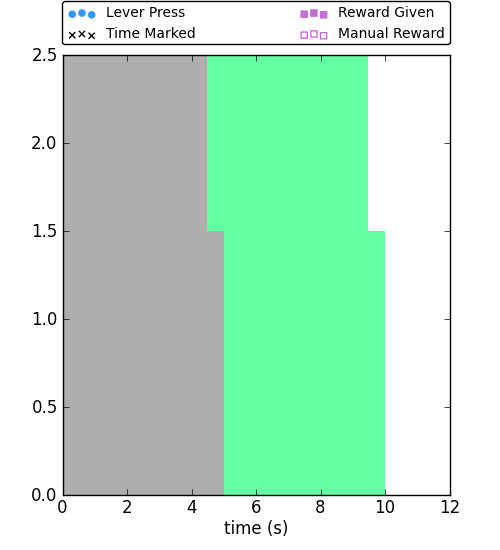 Lever Press
Time Marked
Reward Given
Manual Reward
2.5
2.0
1.5
1.0
0.5
0.0
0 2 4 6 8 10 12
time (s)